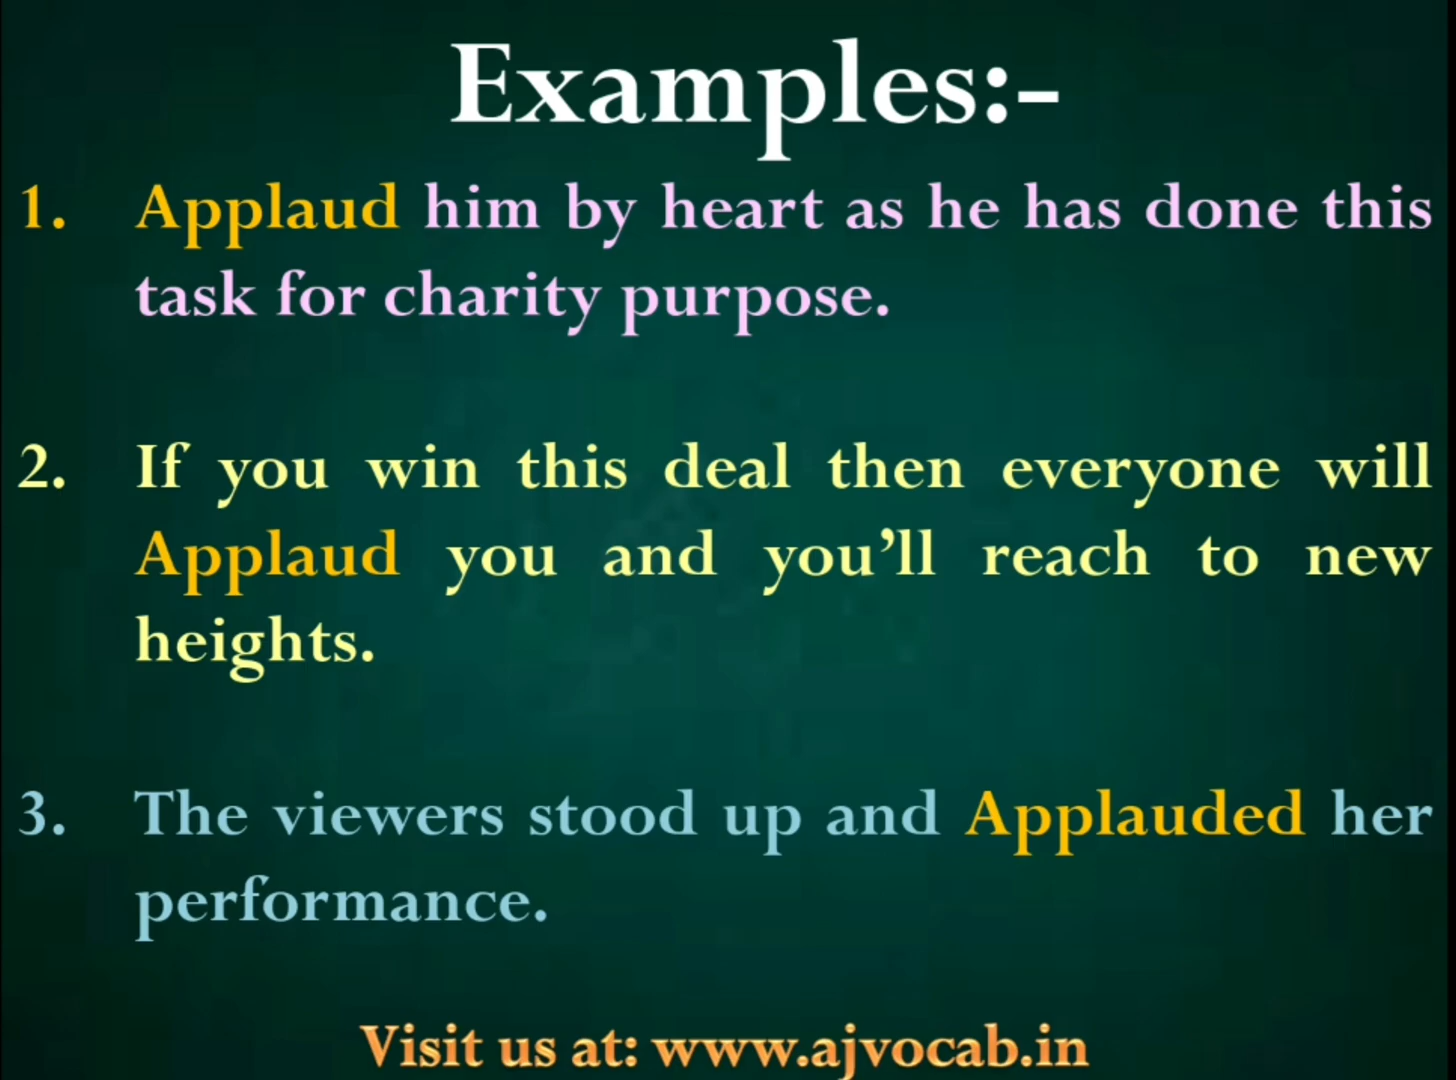 Examples:-
1. Applaud him by heart as he has done this
task for charity purpose.
2. If you win this deal then everyone will
Applaud you and you’ll reach to new
heights.
3. The viewers stood up and Applauded her
performance.
Visit us at: www.ajvocab.in